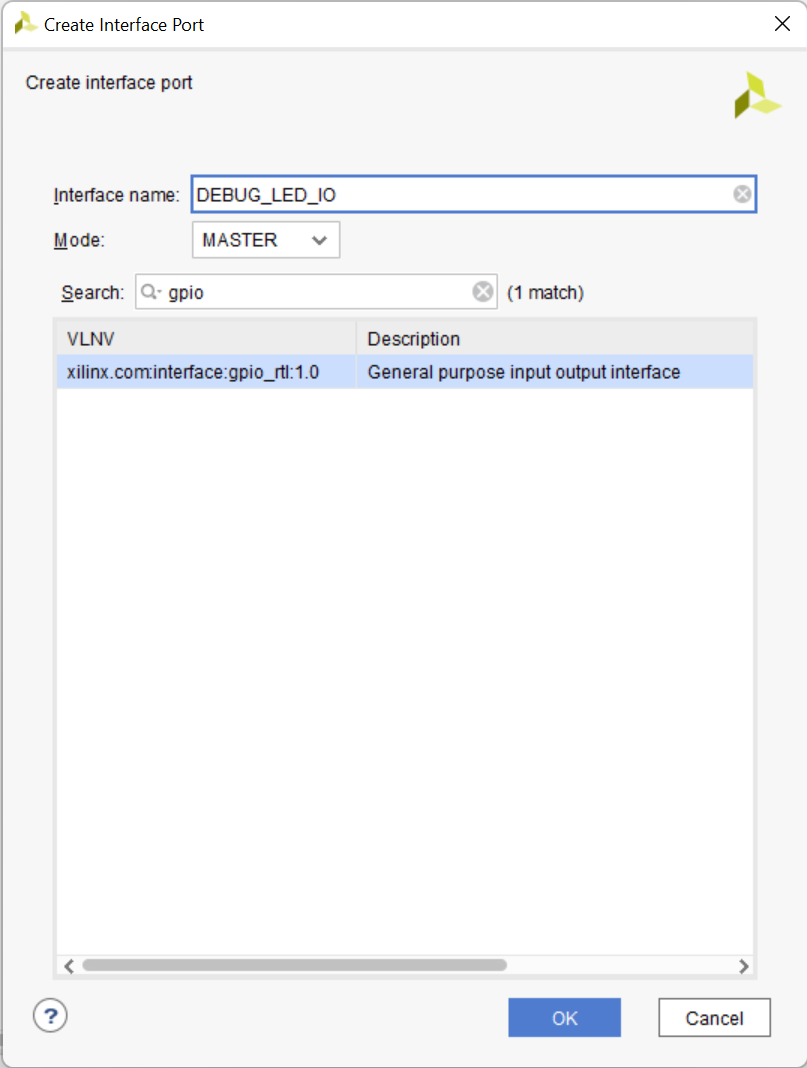 Create Interface Port
Create interface port
Interface name: DEBUG_LED_IO
Mode: MASTER
Search: gpio (1 match)
VLNV Description
xilinx.com:interface:gpio_rtl:1.0 General purpose input output interface
? OK Cancel